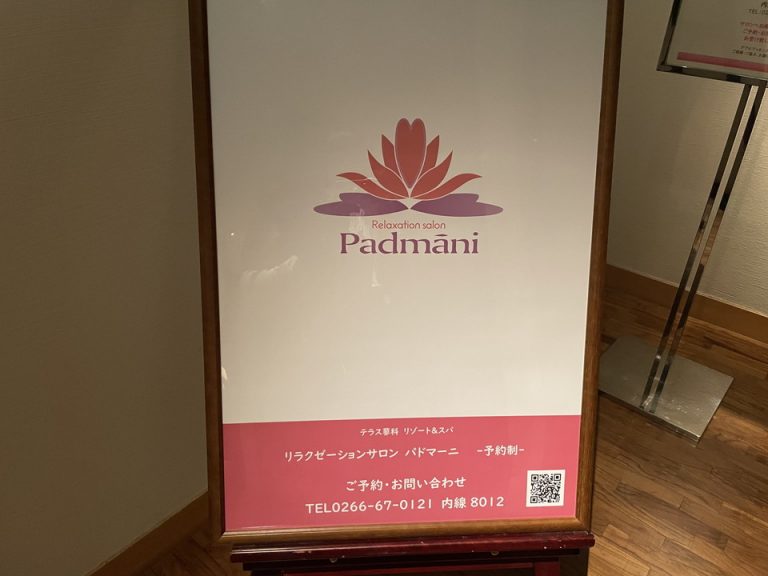 Relaxation salon
Padmāni
テラス蓼科 リゾート&スパ
リラクゼーションサロン パドマーニ -予約制-
ご予約・お問い合わせ
TEL0266-67-0121 内線 8012